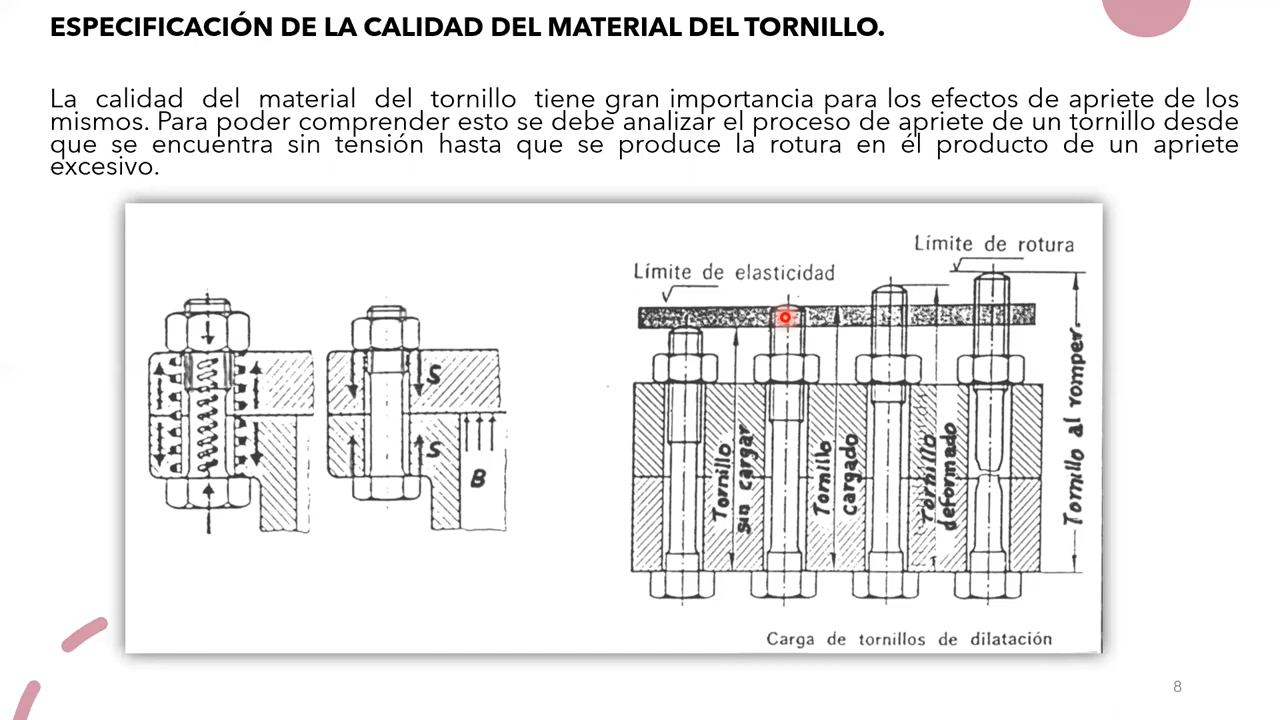 ESPECIFICACIÓN DE LA CALIDAD DEL MATERIAL DEL TORNILLO.
La calidad del material del tornillo tiene gran importancia para los efectos de apriete de los
mismos. Para poder comprender esto se debe analizar el proceso de apriete de un tornillo desde
que se encuentra sin tensión hasta que se produce la rotura en él producto de un apriete
excesivo.
Límite de rotura
Límite de elasticidad
S
S
B
Tornillo
sin cargar
Tornillo
cargado
Tornillo
deformado
Tornillo al romper.
Carga de tornillos de dilatación
8